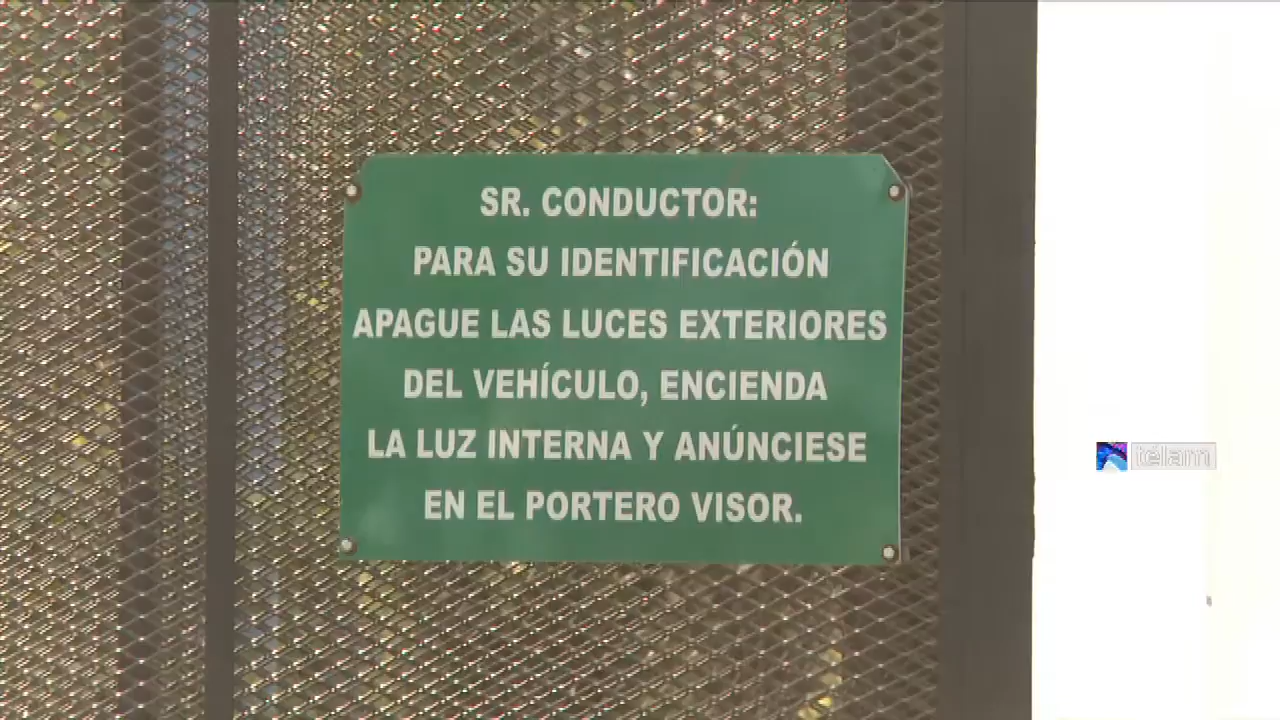 SR. CONDUCTOR:
PARA SU IDENTIFICACIÓN
APAGUE LAS LUCES EXTERIORES
DEL VEHÍCULO, ENCIENDA
LA LUZ INTERNA Y ANÚNCIESE
EN EL PORTERO VISOR.
télam